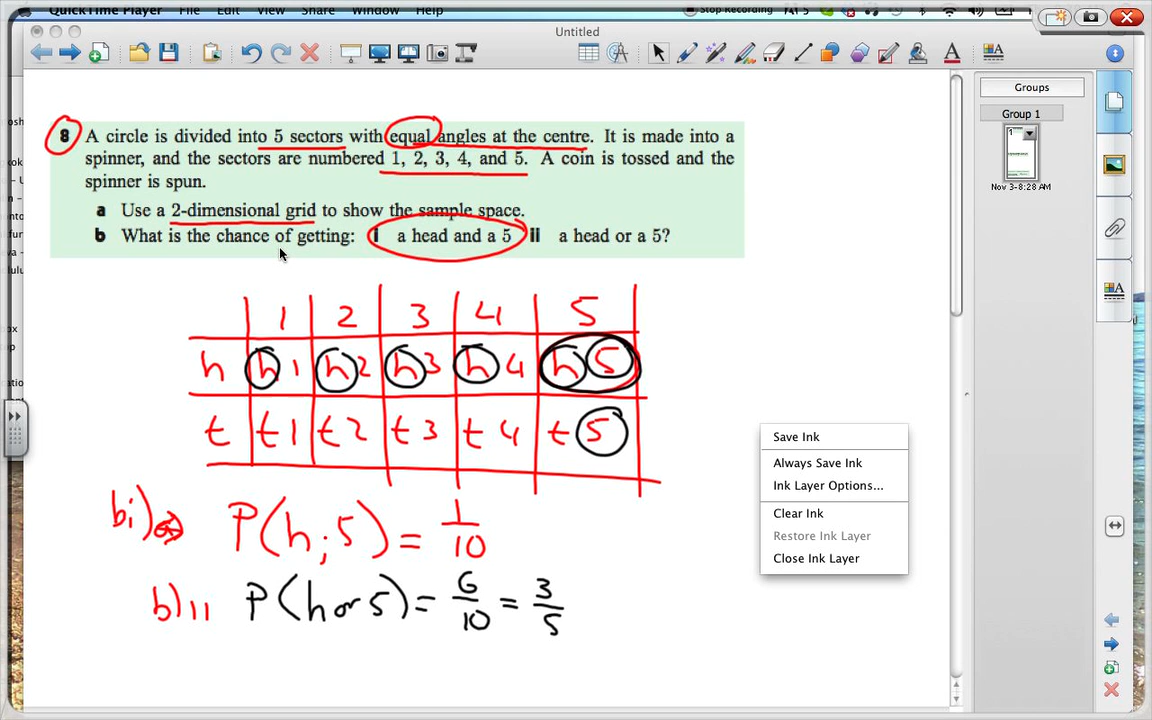 QuickTime Player File Edit View Share Window Help Stop Recording
Untitled
8 A circle is divided into 5 sectors with equal angles at the centre. It is made into a
spinner, and the sectors are numbered 1, 2, 3, 4, and 5. A coin is tossed and the
spinner is spun.
a Use a 2-dimensional grid to show the sample space.
b What is the chance of getting: i a head and a 5 ii a head or a 5?
1 2 3 4 5
h h1 h2 h3 h4 h5
t t1 t2 t3 t4 t5
bi) P(h;5) = 1/10
b)ii P(h or 5) = 6/10 = 3/5
Groups
Group 1
Nov 3-8:28 AM
Save Ink
Always Save Ink
Ink Layer Options...
Clear Ink
Restore Ink Layer
Close Ink Layer